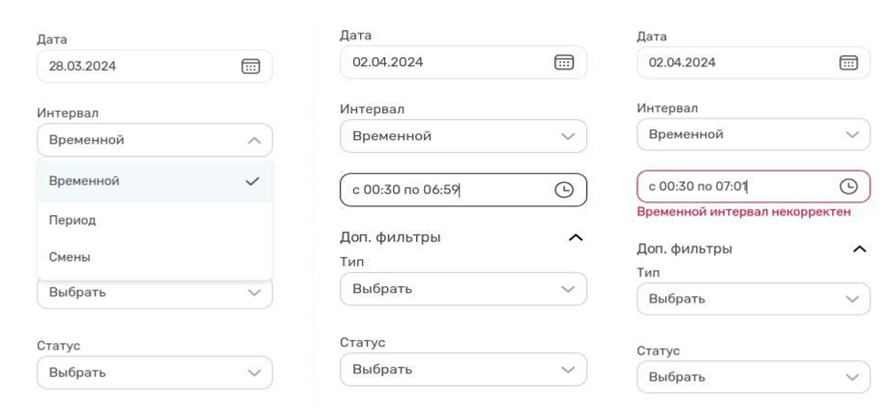 Дата
28.03.2024
Интервал
Временной
Временной
Период
Смены
Выбрать
Статус
Выбрать
Дата
02.04.2024
Интервал
Временной
с 00:30 по 06:59
Доп. фильтры
Тип
Выбрать
Статус
Выбрать
Дата
02.04.2024
Интервал
Временной
с 00:30 по 07:01
Временной интервал некорректен
Доп. фильтры
Тип
Выбрать
Статус
Выбрать